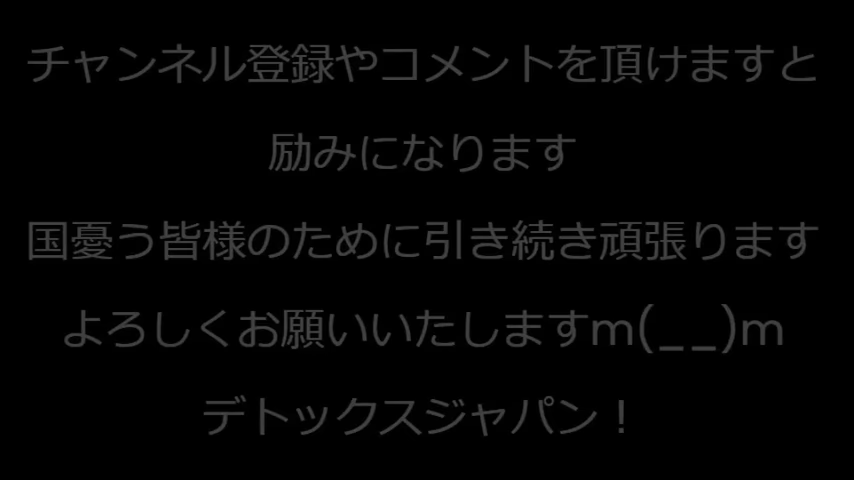 チャンネル登録やコメントを頂けますと
励みになります
国憂う皆様のために引き続き頑張ります
よろしくお願いいたしますm(__)m
デトックスジャパン！